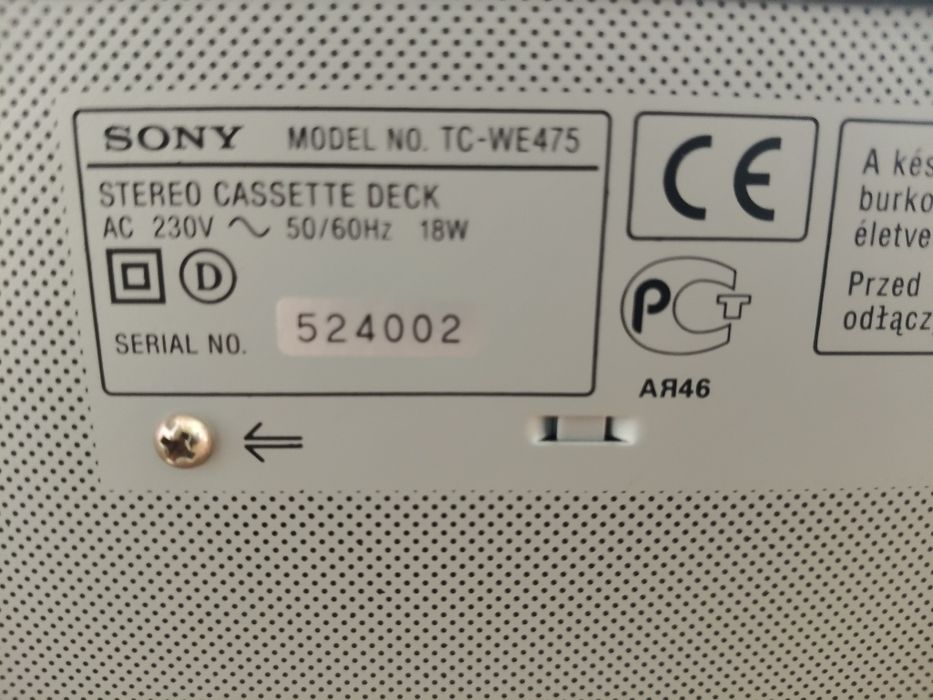 SONY MODEL NO. TC-WE475
STEREO CASSETTE DECK
AC 230V ~ 50/60Hz 18W
D
SERIAL NO. 524002
CE
РСТ
АЯ46
A kés
burko
életve
Przed
odłącz